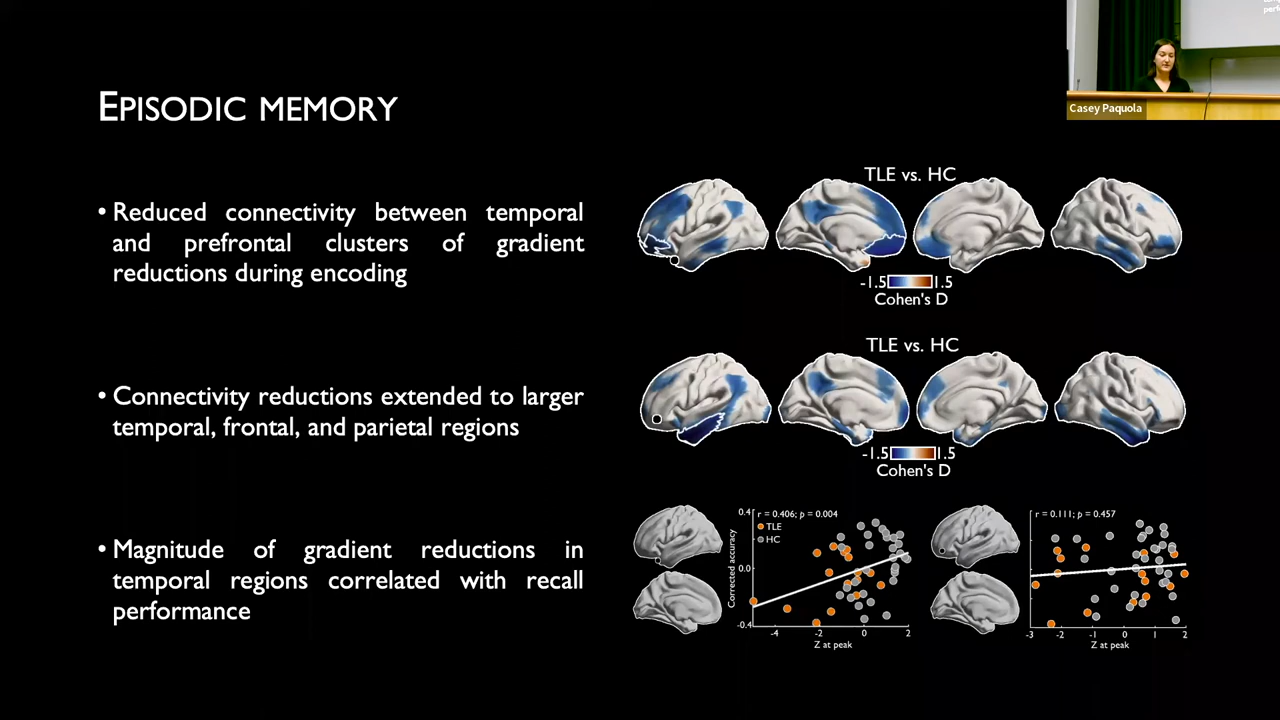 perf
Casey Paquola
EPISODIC MEMORY
• Reduced connectivity between temporal
and prefrontal clusters of gradient
reductions during encoding
• Connectivity reductions extended to larger
temporal, frontal, and parietal regions
• Magnitude of gradient reductions in
temporal regions correlated with recall
performance
TLE vs. HC
-1.5 1.5
Cohen's D
TLE vs. HC
-1.5 1.5
Cohen's D
r = 0.406; p = 0.004
TLE
HC
Corrected accuracy
0.4
0.0
-0.4
-4 -2 0 2
Z at peak
r = 0.111; p = 0.457
-3 -2 -1 0 1 2
Z at peak